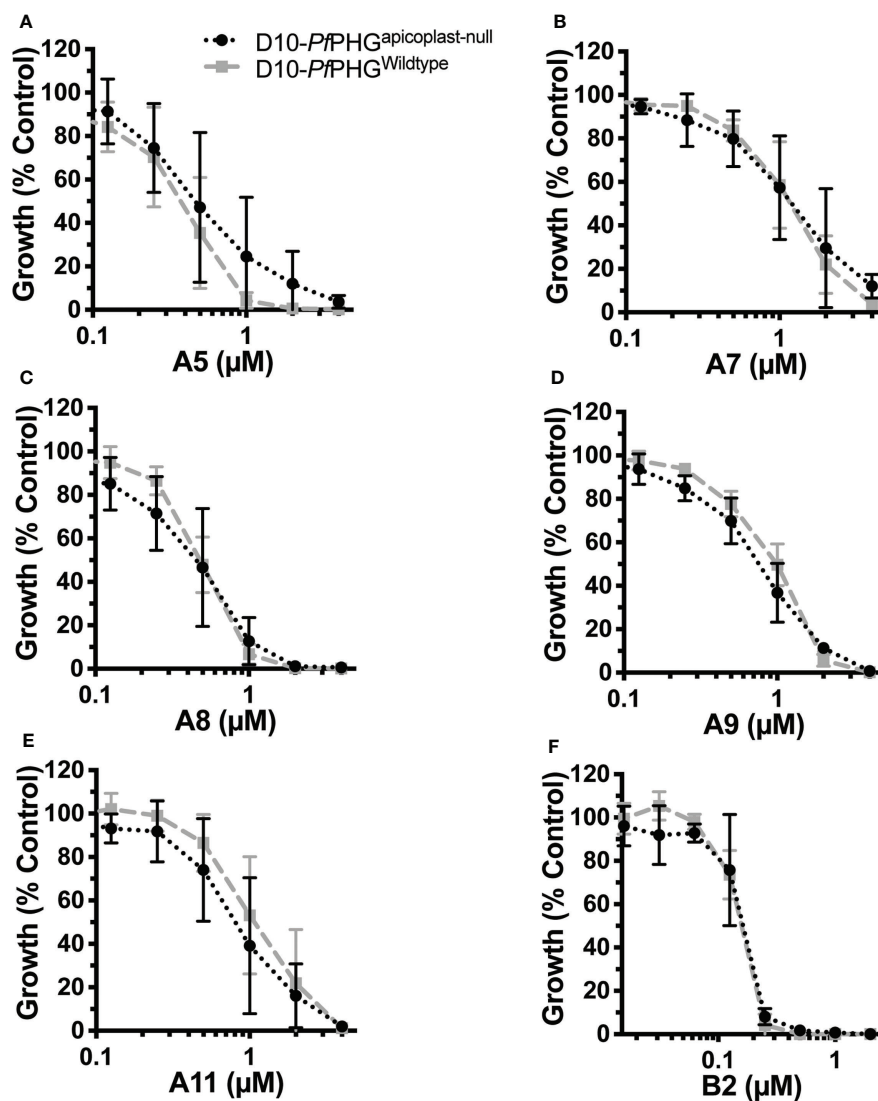 A
D10-PfPHGapicoplast-null
D10-PfPHGWildtype
120
100
80
60
40
20
0
Growth (% Control)
0.1
1
A5 (µM)
B
120
100
80
60
40
20
0
Growth (% Control)
0.1
1
A7 (µM)
C
120
100
80
60
40
20
0
Growth (% Control)
0.1
1
A8 (µM)
D
120
100
80
60
40
20
0
Growth (% Control)
0.1
1
A9 (µM)
E
120
100
80
60
40
20
0
Growth (% Control)
0.1
1
A11 (µM)
F
120
100
80
60
40
20
0
Growth (% Control)
0.1
1
B2 (µM)